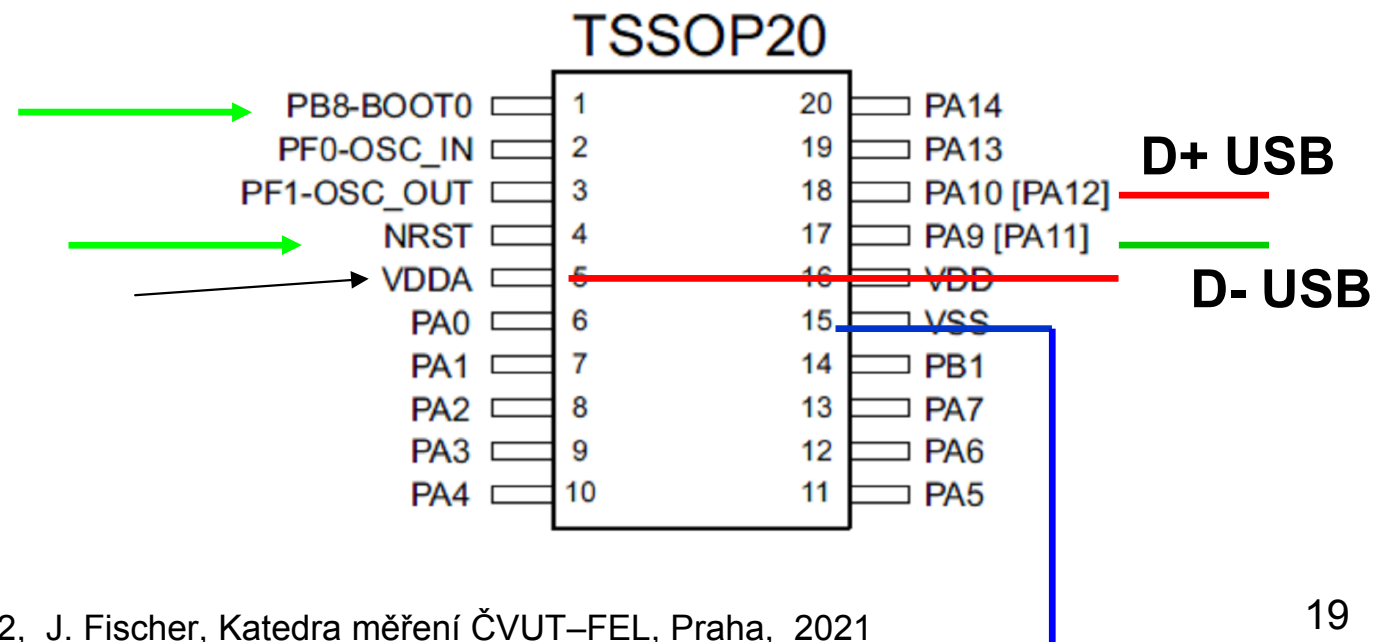 TSSOP20
PB8-BOOT0 1 20 PA14
PF0-OSC_IN 2 19 PA13
D+ USB
PF1-OSC_OUT 3 18 PA10 [PA12]
NRST 4 17 PA9 [PA11]
VDDA 5 16 VDD
D- USB
PA0 6 15 VSS
PA1 7 14 PB1
PA2 8 13 PA7
PA3 9 12 PA6
PA4 10 11 PA5
2, J. Fischer, Katedra měření ČVUT–FEL, Praha, 2021
19